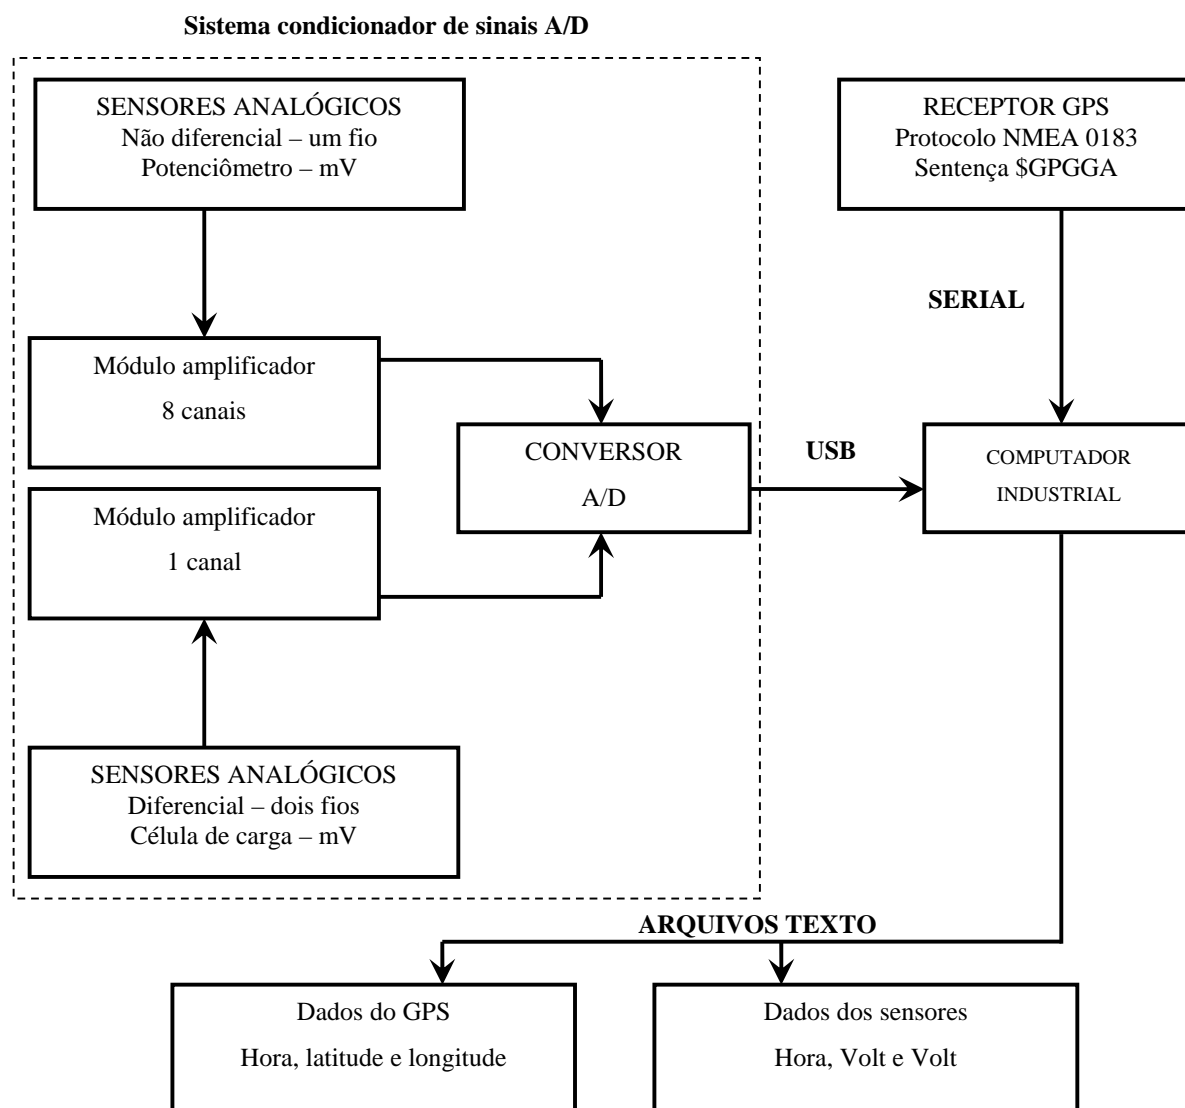 Sistema condicionador de sinais A/D
SENSORES ANALÓGICOS
Não diferencial – um fio
Potenciômetro – mV
RECEPTOR GPS
Protocolo NMEA 0183
Sentença $GPGGA
SERIAL
Módulo amplificador
8 canais
CONVERSOR
A/D
USB
COMPUTADOR
INDUSTRIAL
Módulo amplificador
1 canal
SENSORES ANALÓGICOS
Diferencial – dois fios
Célula de carga – mV
ARQUIVOS TEXTO
Dados do GPS
Hora, latitude e longitude
Dados dos sensores
Hora, Volt e Volt